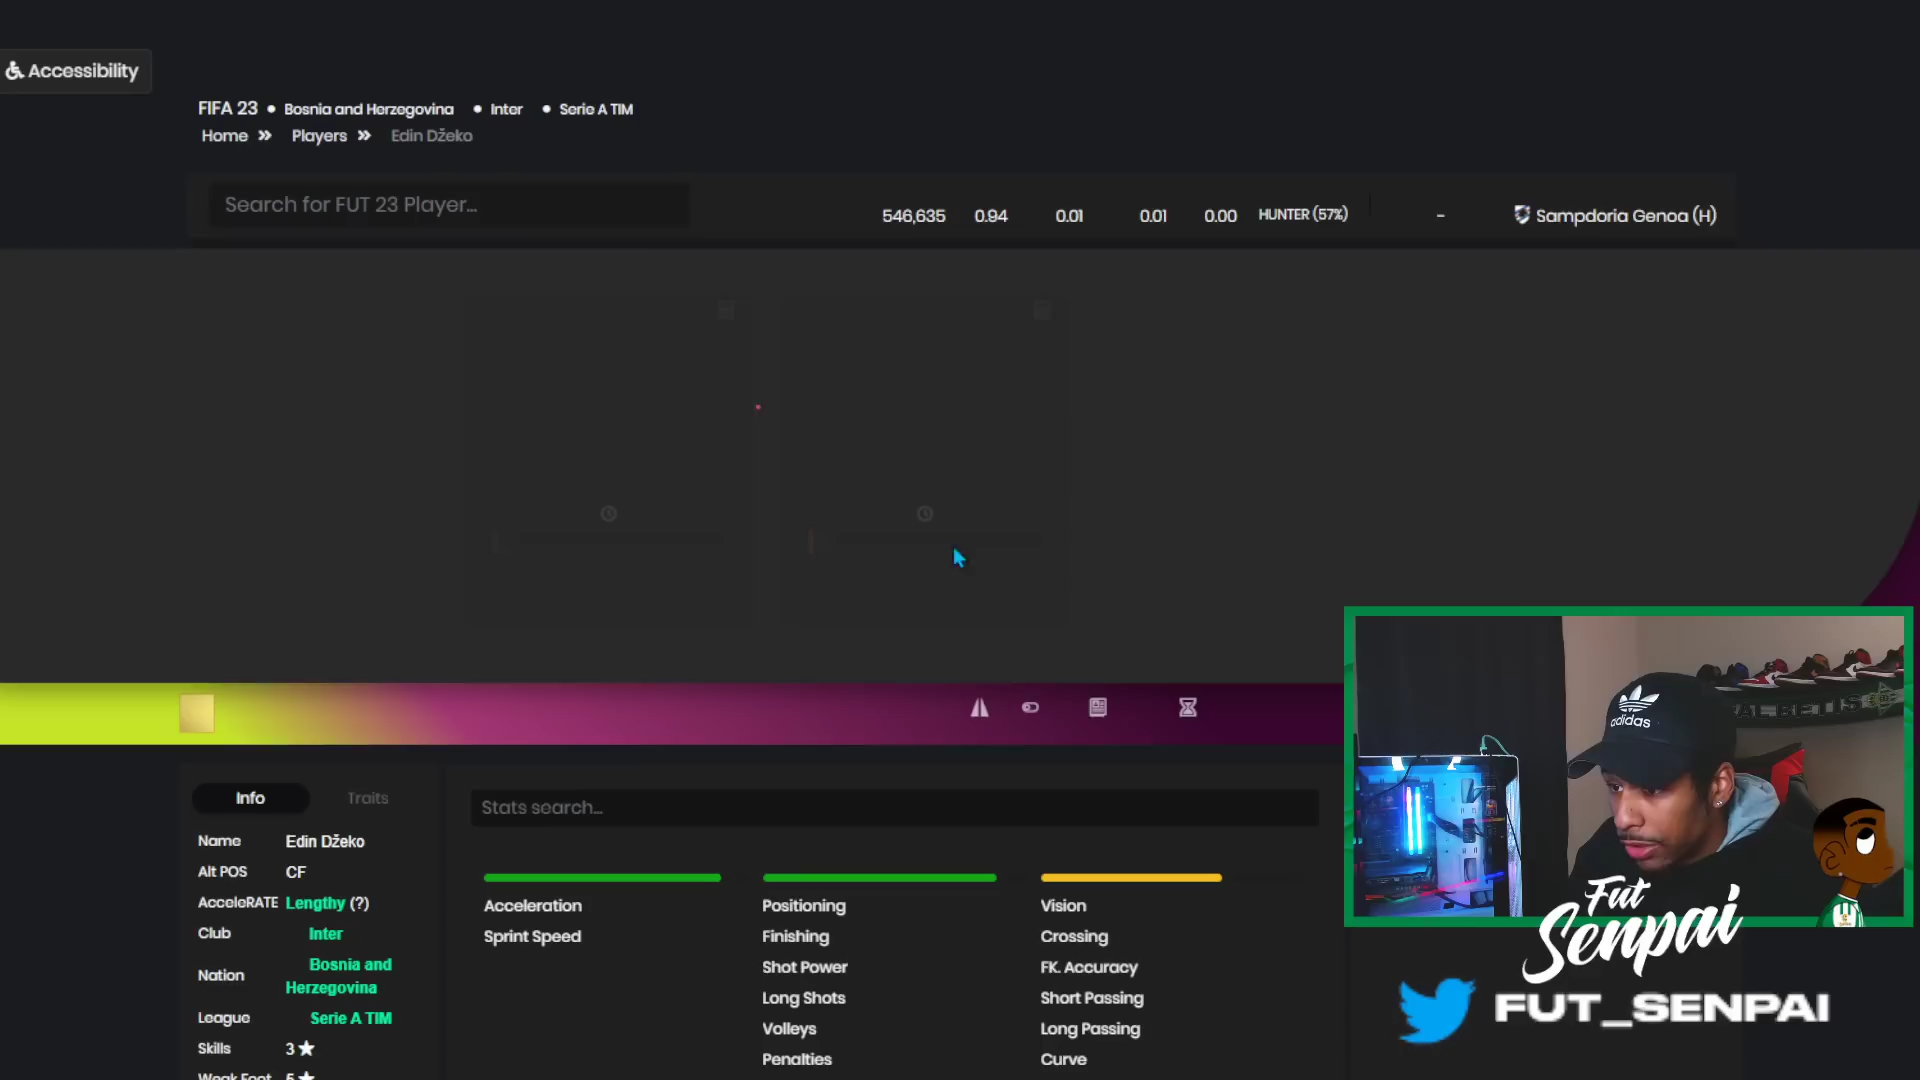 Accessibility
FIFA 23 • Bosnia and Herzegovina • Inter • Serie A TIM
Home » Players » Edin Džeko
Search for FUT 23 Player...
546,635 0.94 0.01 0.01 0.00 HUNTER (57%) - Sampdoria Genoa (H)
Info Traits
Stats search...
Name Edin Džeko
Alt POS CF
AcceleRATE Lengthy (?)
Club Inter
Nation Bosnia and
Herzegovina
League Serie A TIM
Skills 3 ★
Weak Foot 5 ★
Acceleration
Sprint Speed
Positioning
Finishing
Shot Power
Long Shots
Volleys
Penalties
Vision
Crossing
FK. Accuracy
Short Passing
Long Passing
Curve
adidas
Fut
Senpai
FUT_SENPAI